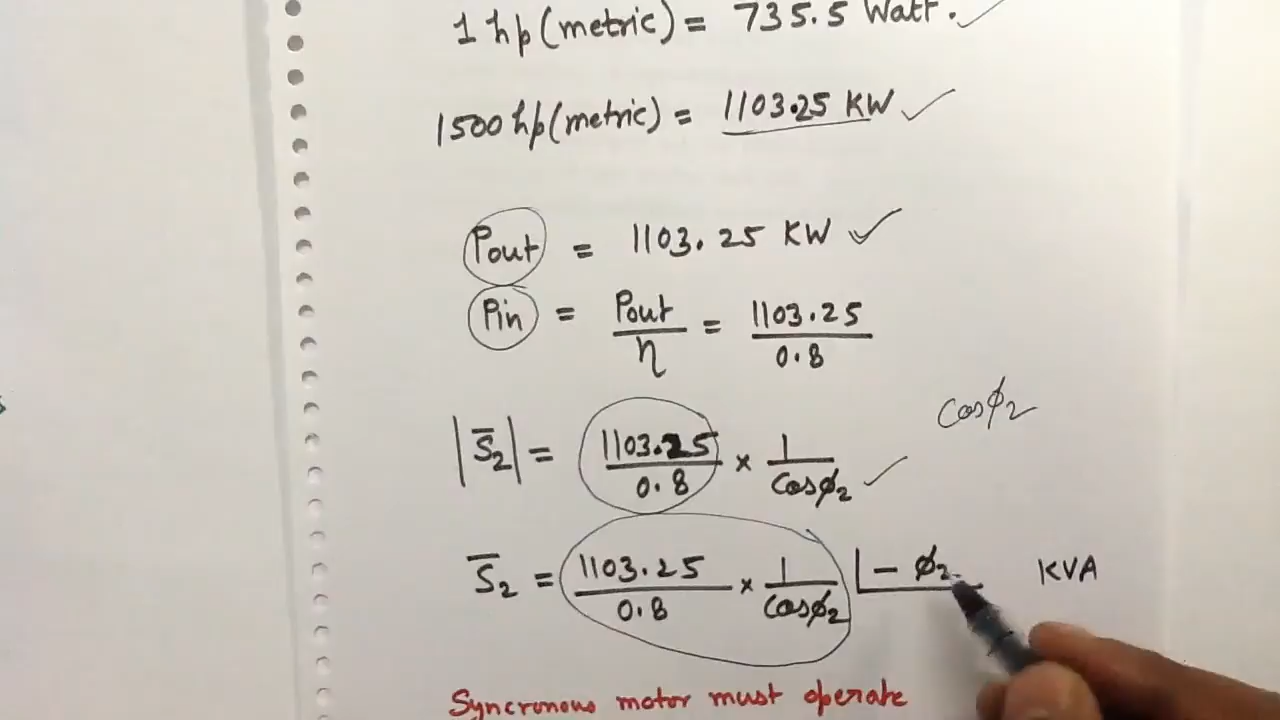 1 hp (metric) = 735.5 Watt.
1500 hp (metric) = 1103.25 KW
Pout = 1103.25 KW
Pin = Pout/η = 1103.25/0.8
cosϕ2
|S̅2| = 1103.25/0.8 × 1/cosϕ2
S̅2 = 1103.25/0.8 × 1/cosϕ2 ∠-ϕ2 KVA
Syncronous motor must operate